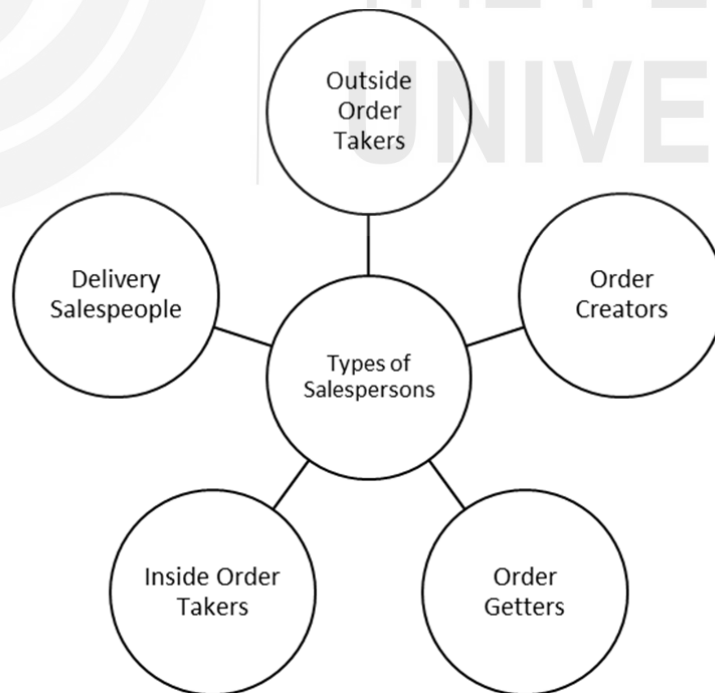 UNIVE
Outside
Order
Takers
Delivery
Salespeople
Order
Creators
Types of
Salespersons
Inside Order
Takers
Order
Getters